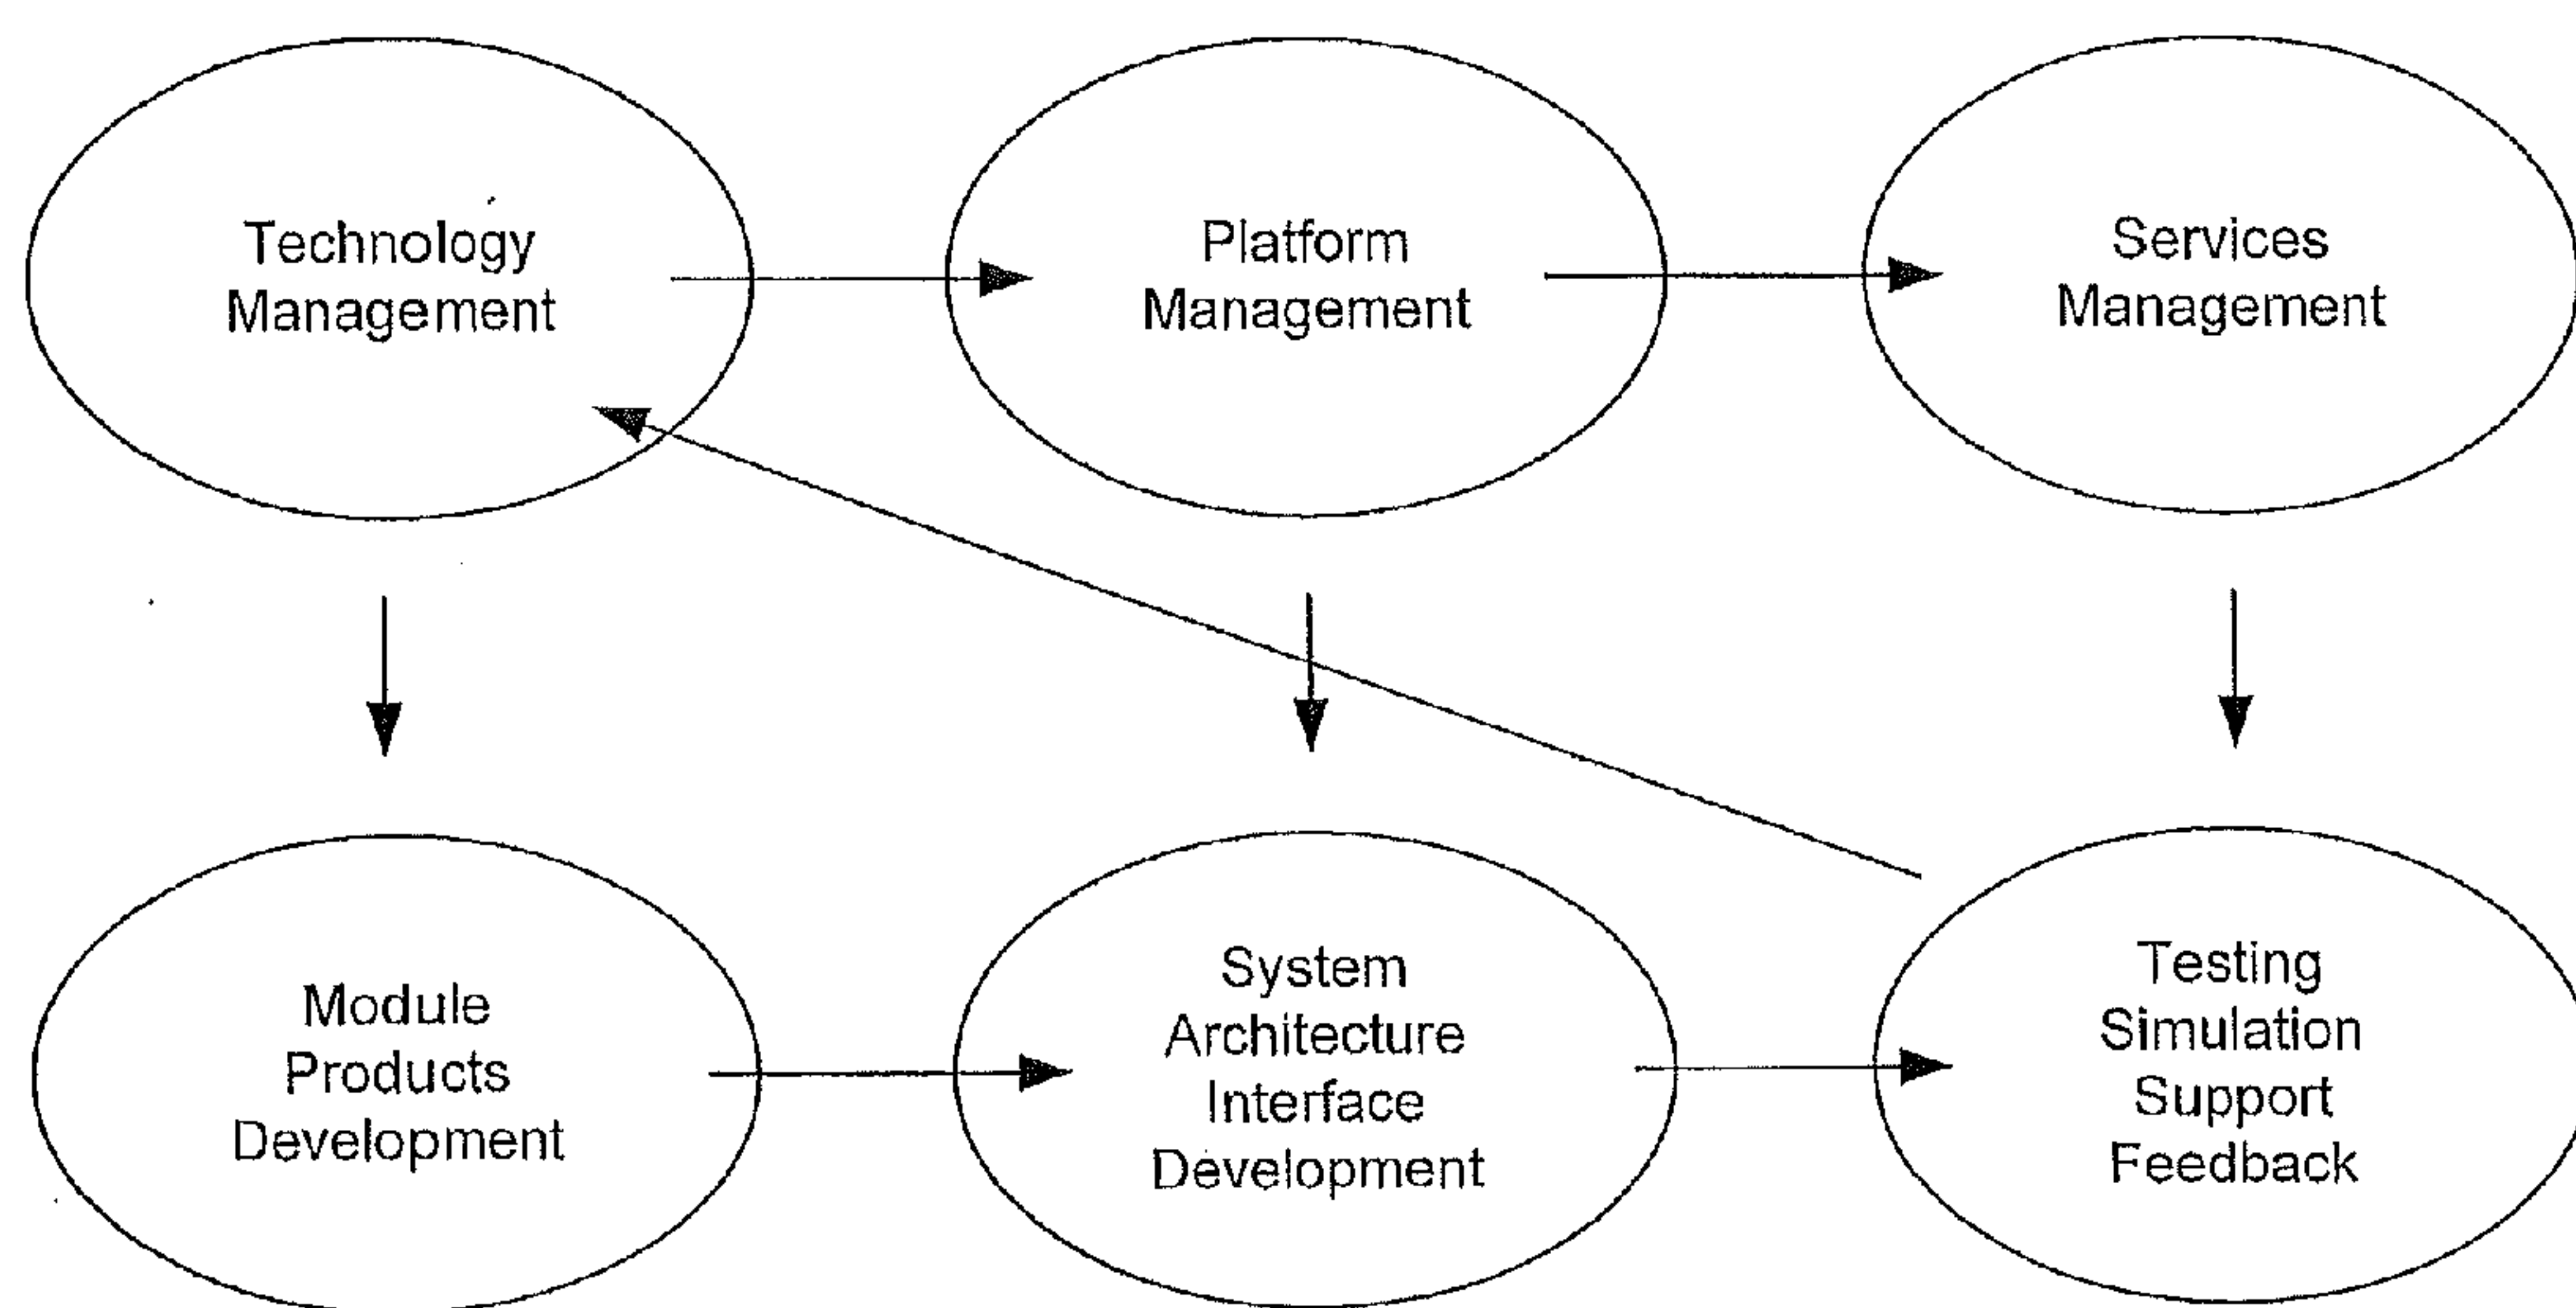 Technology
Management
Platform
Management
Services
Management
Module
Products
Development
System
Architecture
Interface
Development
Testing
Simulation
Support
Feedback